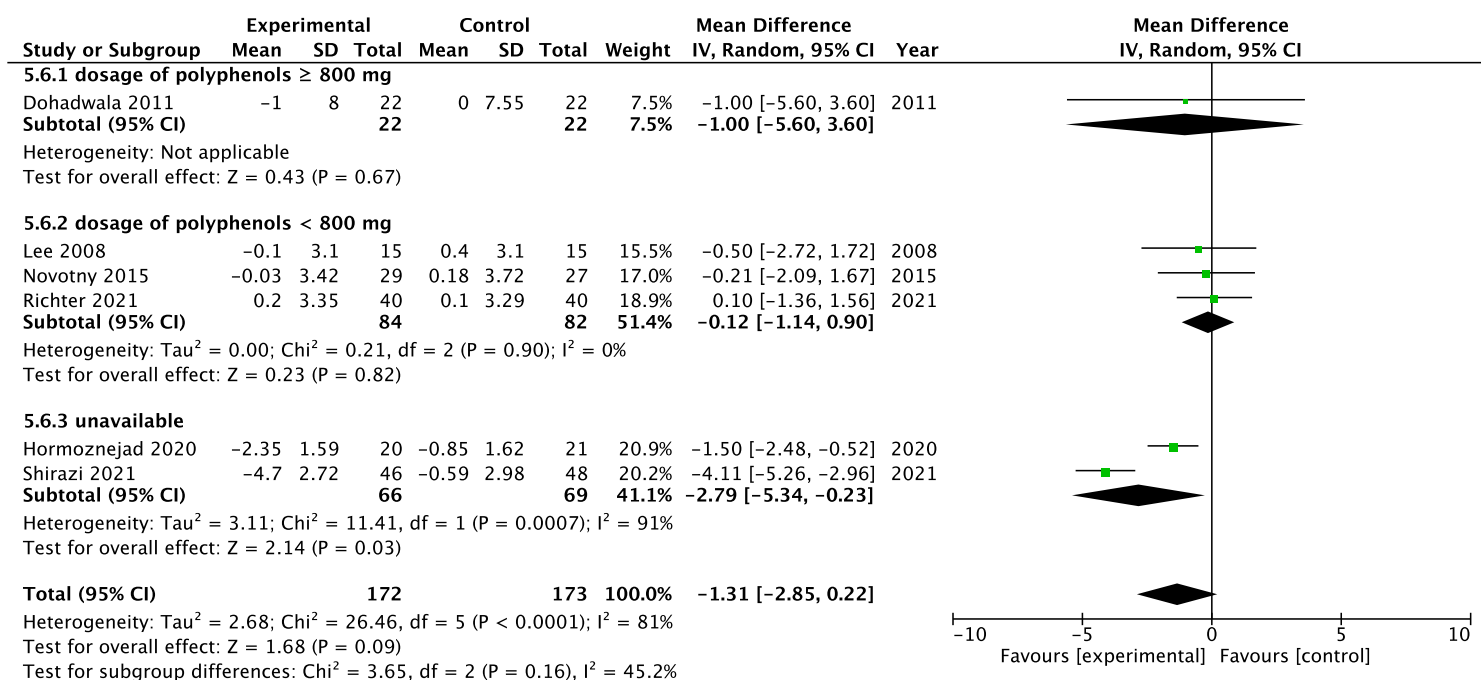 Experimental Control Mean Difference Mean Difference
Study or Subgroup Mean SD Total Mean SD Total Weight IV, Random, 95% CI Year IV, Random, 95% CI
5.6.1 dosage of polyphenols ≥ 800 mg
Dohadwala 2011 −1 8 22 0 7.55 22 7.5% −1.00 [−5.60, 3.60] 2011
Subtotal (95% CI) 22 22 7.5% −1.00 [−5.60, 3.60]
Heterogeneity: Not applicable
Test for overall effect: Z = 0.43 (P = 0.67)
5.6.2 dosage of polyphenols < 800 mg
Lee 2008 −0.1 3.1 15 0.4 3.1 15 15.5% −0.50 [−2.72, 1.72] 2008
Novotny 2015 −0.03 3.42 29 0.18 3.72 27 17.0% −0.21 [−2.09, 1.67] 2015
Richter 2021 0.2 3.35 40 0.1 3.29 40 18.9% 0.10 [−1.36, 1.56] 2021
Subtotal (95% CI) 84 82 51.4% −0.12 [−1.14, 0.90]
Heterogeneity: Tau² = 0.00; Chi² = 0.21, df = 2 (P = 0.90); I² = 0%
Test for overall effect: Z = 0.23 (P = 0.82)
5.6.3 unavailable
Hormoznejad 2020 −2.35 1.59 20 −0.85 1.62 21 20.9% −1.50 [−2.48, −0.52] 2020
Shirazi 2021 −4.7 2.72 46 −0.59 2.98 48 20.2% −4.11 [−5.26, −2.96] 2021
Subtotal (95% CI) 66 69 41.1% −2.79 [−5.34, −0.23]
Heterogeneity: Tau² = 3.11; Chi² = 11.41, df = 1 (P = 0.0007); I² = 91%
Test for overall effect: Z = 2.14 (P = 0.03)
Total (95% CI) 172 173 100.0% −1.31 [−2.85, 0.22]
Heterogeneity: Tau² = 2.68; Chi² = 26.46, df = 5 (P < 0.0001); I² = 81%
Test for overall effect: Z = 1.68 (P = 0.09)
Test for subgroup differences: Chi² = 3.65, df = 2 (P = 0.16), I² = 45.2%
−10 −5 0 5 10
Favours [experimental] Favours [control]